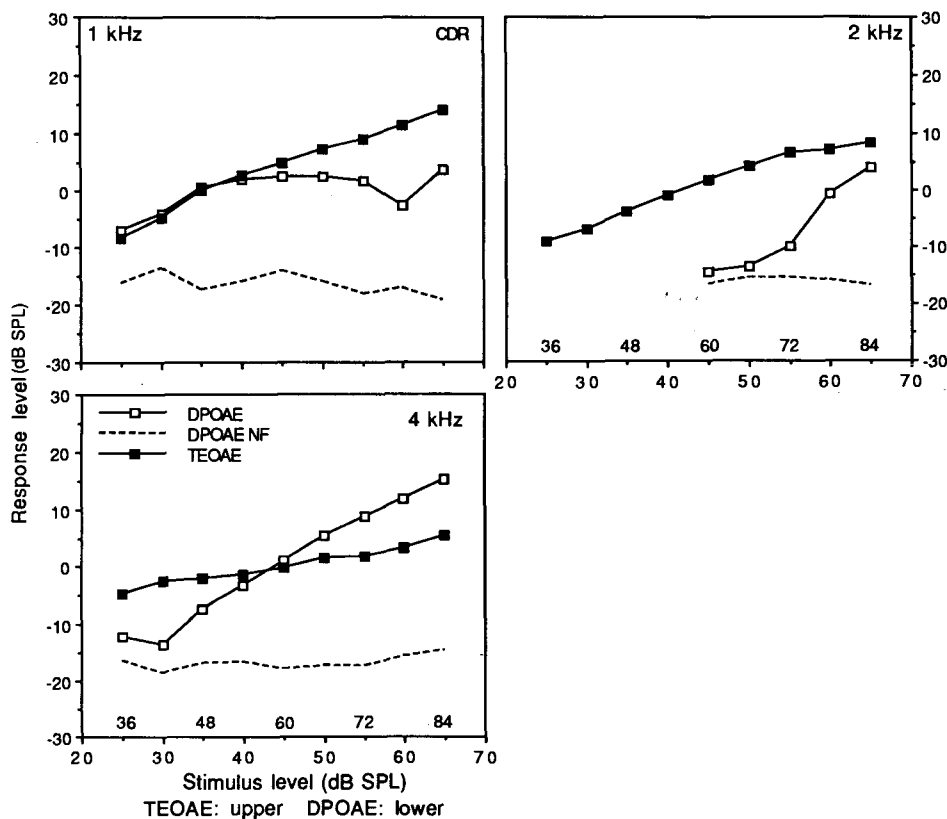 1 kHz CDR
2 kHz
30
20
10
0
-10
-20
-30
30
20
10
0
-10
-20
-30
36 48 60 72 84
20 30 40 50 60 70
Response level (dB SPL)
DPOAE
DPOAE NF
TEOAE
4 kHz
30
20
10
0
-10
-20
-30
36 48 60 72 84
20 30 40 50 60 70
Stimulus level (dB SPL)
TEOAE: upper DPOAE: lower